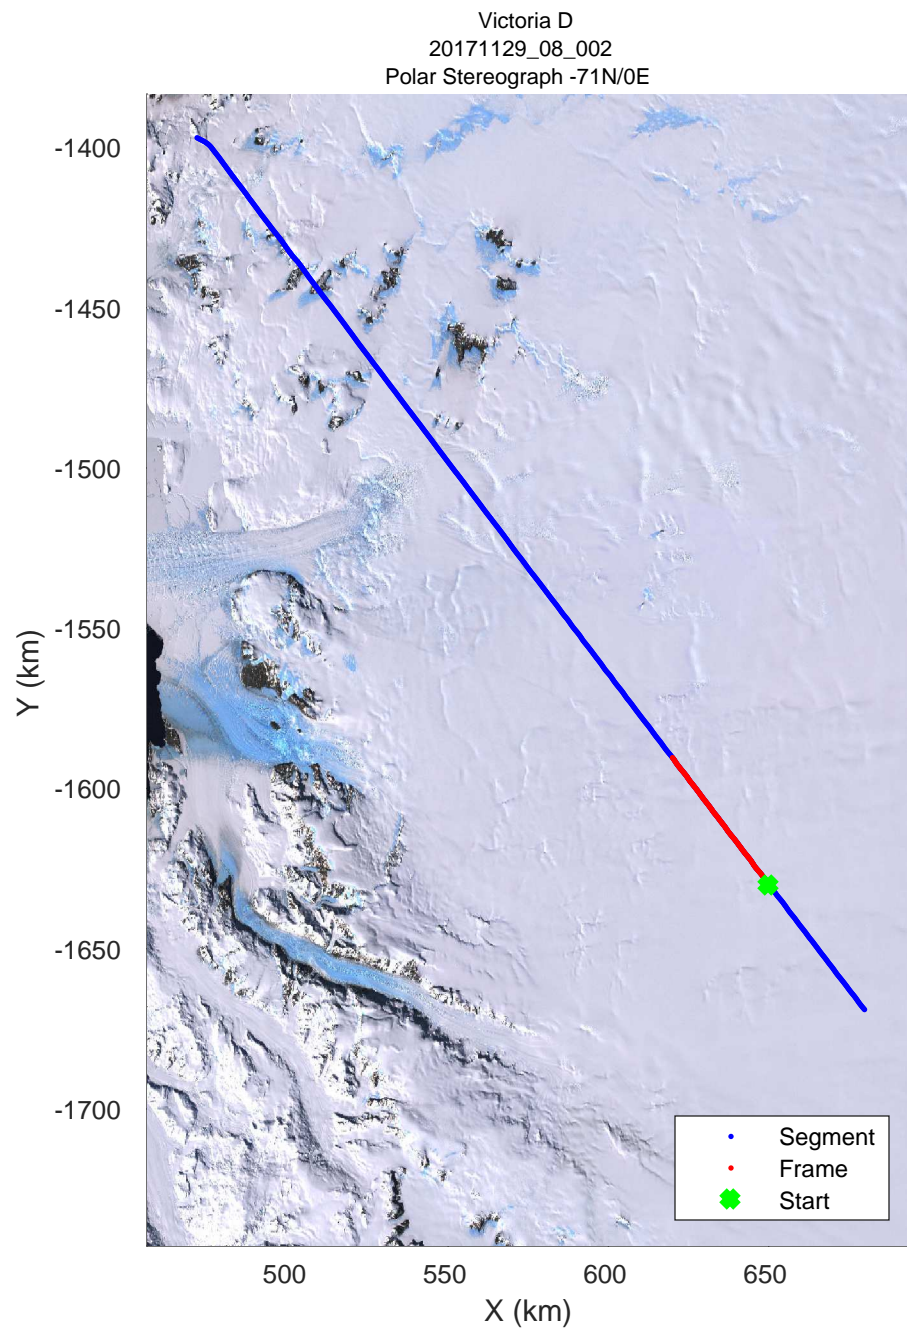 Victoria D
20171129_08_002
Polar Stereograph -71N/0E
-1400
-1450
-1500
-1550
-1600
-1650
-1700
Y (km)
500
550
600
650
X (km)
Segment
Frame
Start